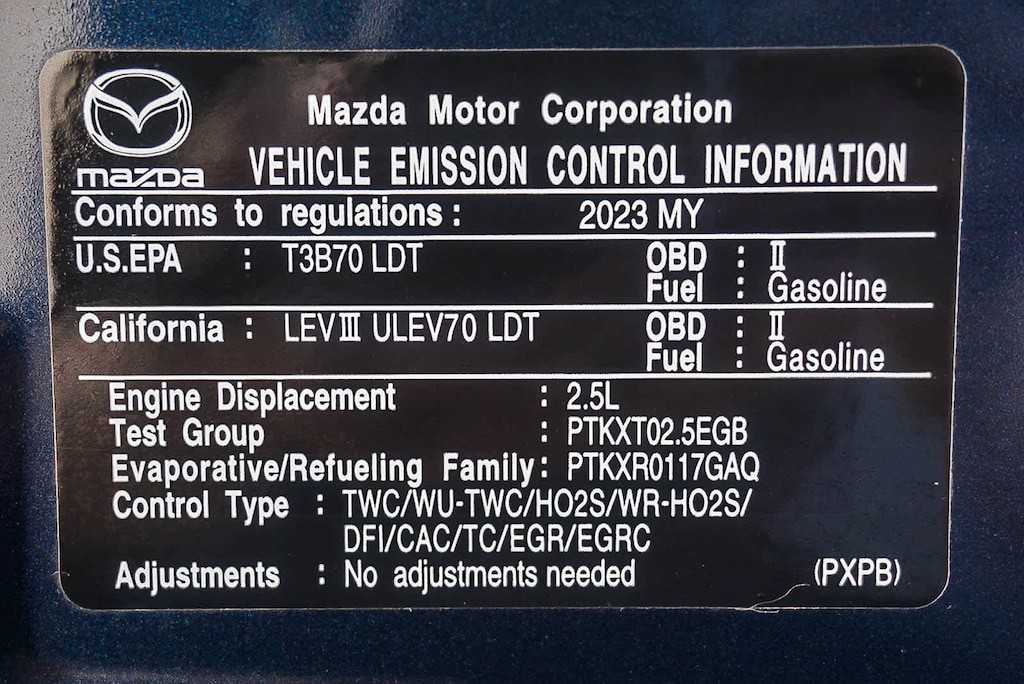 mazDa
Mazda Motor Corporation
VEHICLE EMISSION CONTROL INFORMATION
Conforms to regulations : 2023 MY
U.S.EPA : T3B70 LDT OBD : Ⅱ
Fuel : Gasoline
California : LEVⅢ ULEV70 LDT OBD : Ⅱ
Fuel : Gasoline
Engine Displacement : 2.5L
Test Group : PTKXT02.5EGB
Evaporative/Refueling Family : PTKXR0117GAQ
Control Type : TWC/WU-TWC/HO2S/WR-HO2S/
DFI/CAC/TC/EGR/EGRC
Adjustments : No adjustments needed (PXPB)